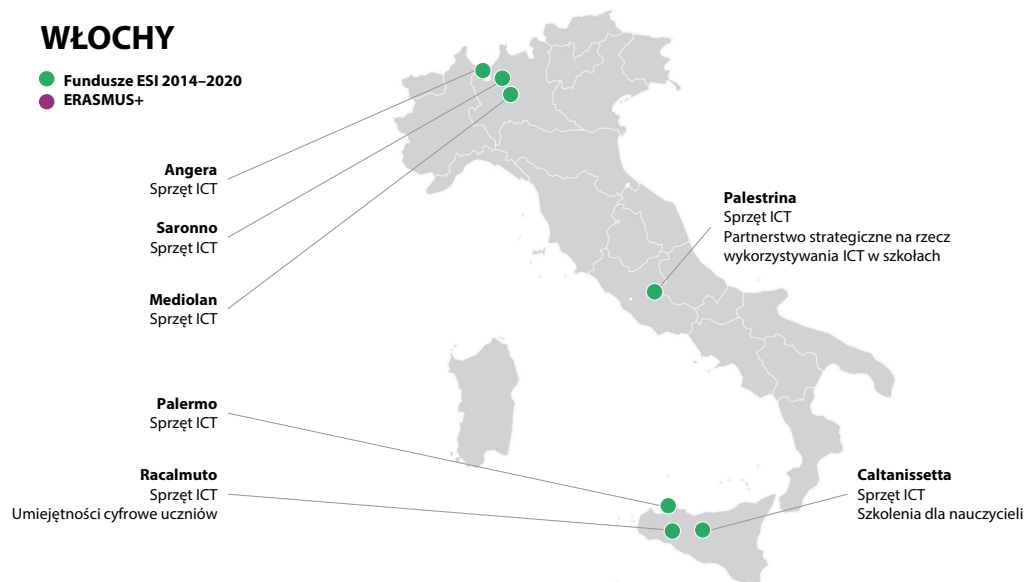 WŁOCHY
Fundusze ESI 2014–2020
ERASMUS+
Angera
Sprzęt ICT
Saronno
Sprzęt ICT
Mediolan
Sprzęt ICT
Palestrina
Sprzęt ICT
Partnerstwo strategiczne na rzecz
wykorzystywania ICT w szkołach
Palermo
Sprzęt ICT
Racalmuto
Sprzęt ICT
Umiejętności cyfrowe uczniów
Caltanissetta
Sprzęt ICT
Szkolenia dla nauczycieli